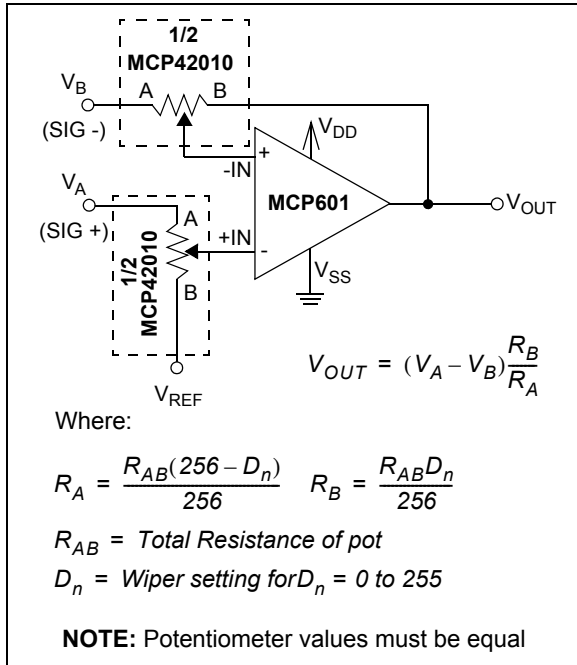 1/2
MCP42010
V_B
A
B
(SIG -)
V_DD
+
-IN
V_A
MCP601
V_OUT
(SIG +)
A
+IN
-
1/2
MCP42010
B
V_SS
V_REF
V_OUT = (V_A – V_B) R_B / R_A
Where:
R_A = R_AB(256 – D_n) / 256 R_B = R_AB D_n / 256
R_AB = Total Resistance of pot
D_n = Wiper setting forD_n = 0 to 255
NOTE: Potentiometer values must be equal